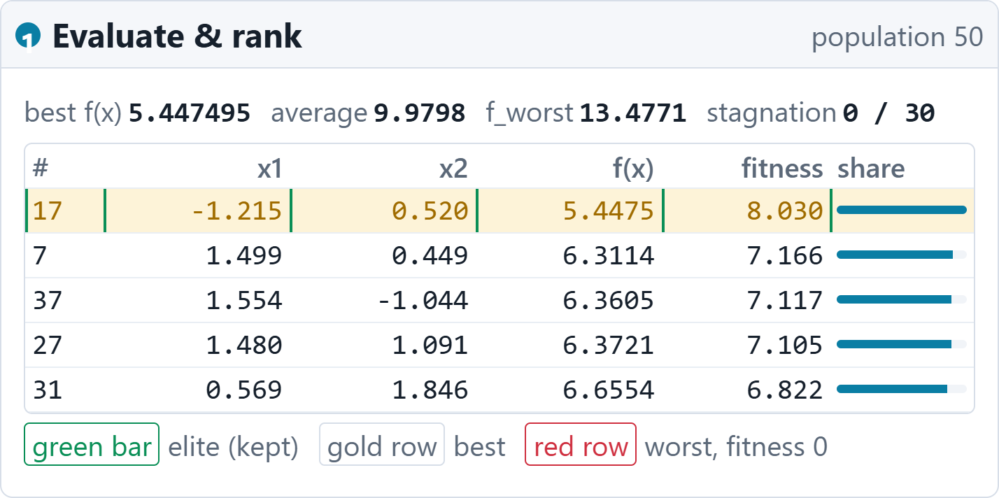 1 Evaluate & rank population 50
best f(x) 5.447495 average 9.9798 f_worst 13.4771 stagnation 0 / 30
# x1 x2 f(x) fitness share
17 -1.215 0.520 5.4475 8.030
7 1.499 0.449 6.3114 7.166
37 1.554 -1.044 6.3605 7.117
27 1.480 1.091 6.3721 7.105
31 0.569 1.846 6.6554 6.822
green bar elite (kept) gold row best red row worst, fitness 0